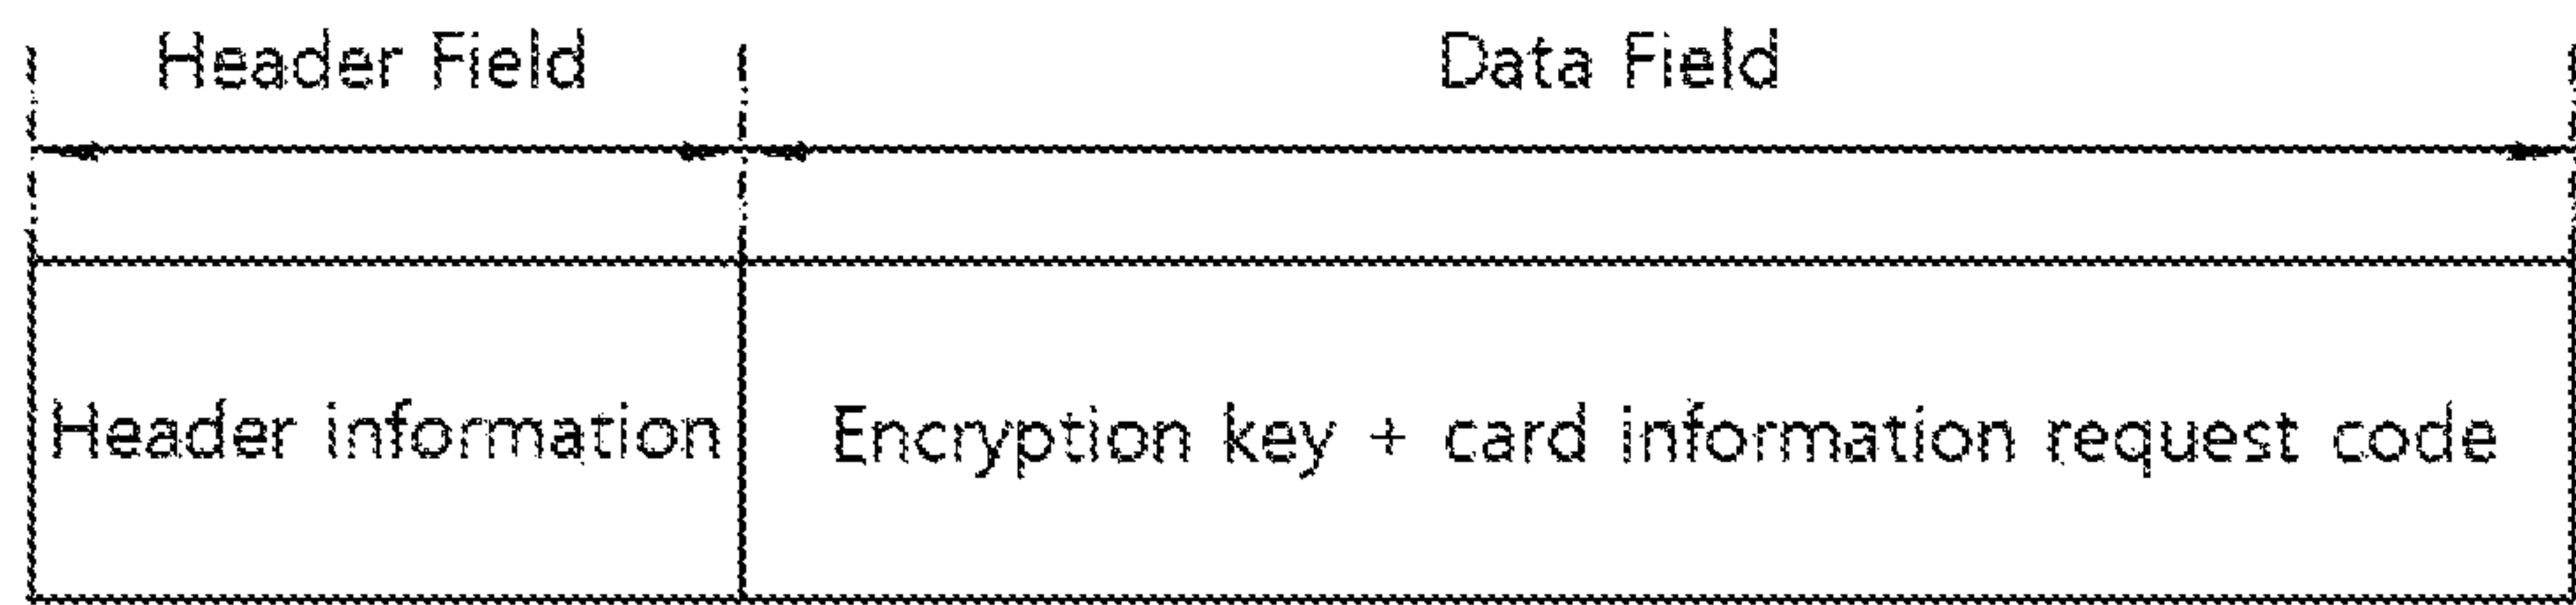 Header Field
Data Field
Header information
Encryption key + card information request code